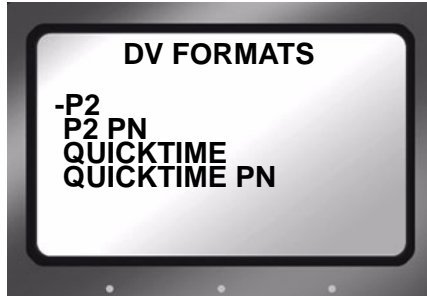 DV FORMATS
-P2
P2 PN
QUICKTIME
QUICKTIME PN